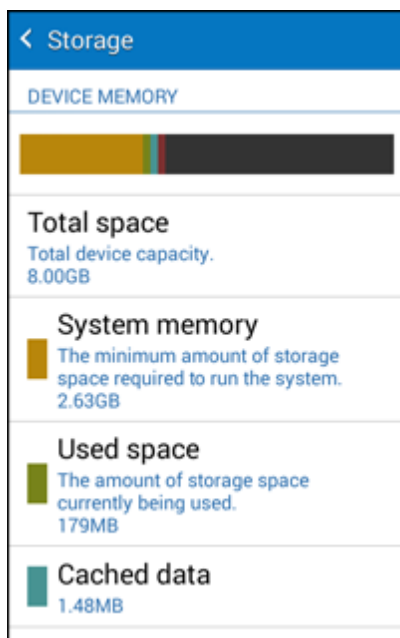 Storage
DEVICE MEMORY
Total space
Total device capacity.
8.00GB
System memory
The minimum amount of storage
space required to run the system.
2.63GB
Used space
The amount of storage space
currently being used.
179MB
Cached data
1.48MB